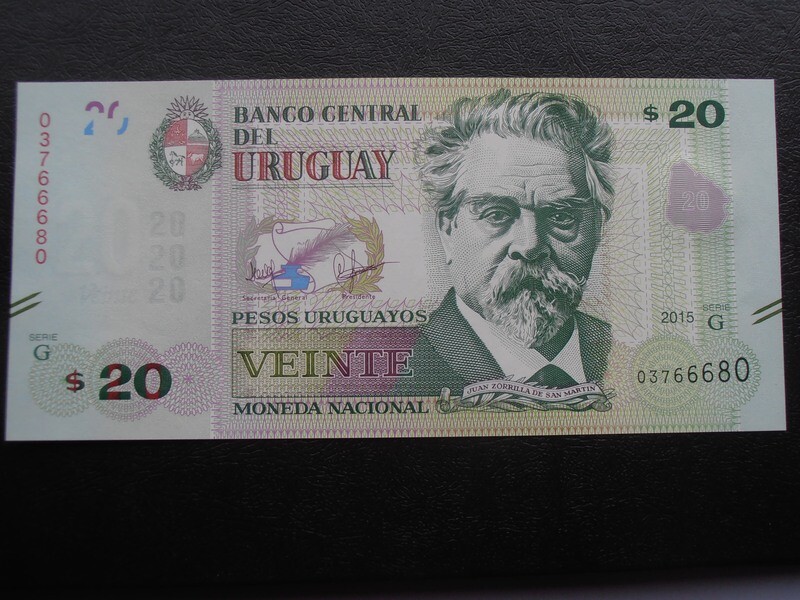 03766680
20
BANCO CENTRAL
DEL
URUGUAY
$ 20
20
20
20
20
20
Secretario General
Presidente
PESOS URUGUAYOS
2015
SERIE
G
SERIE
G
VEINTE
03766680
$ 20
JUAN ZORRILLA DE SAN MARTIN
MONEDA NACIONAL